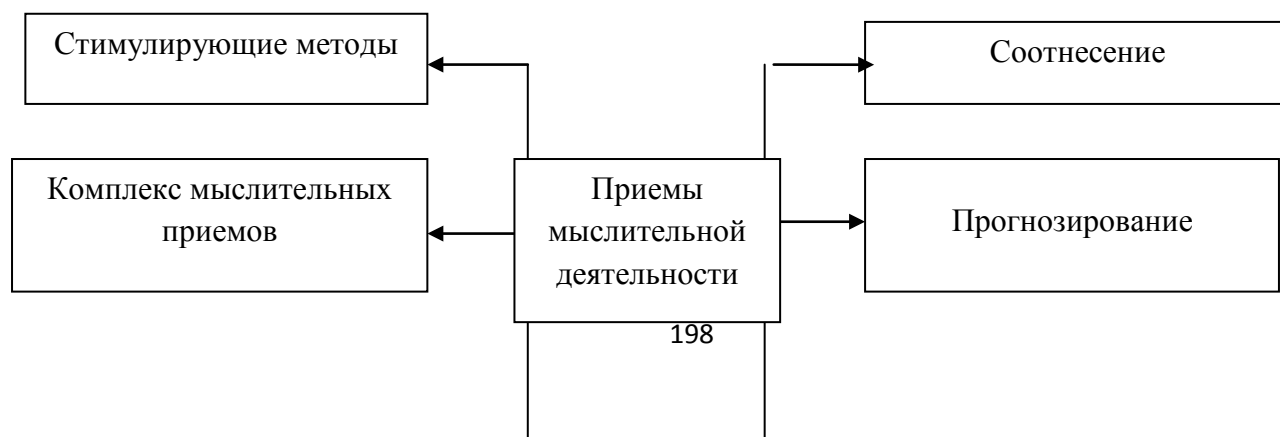 Стимулирующие методы
Соотнесение
Комплекс мыслительных
приемов
Приемы
мыслительной
деятельности
Прогнозирование
198